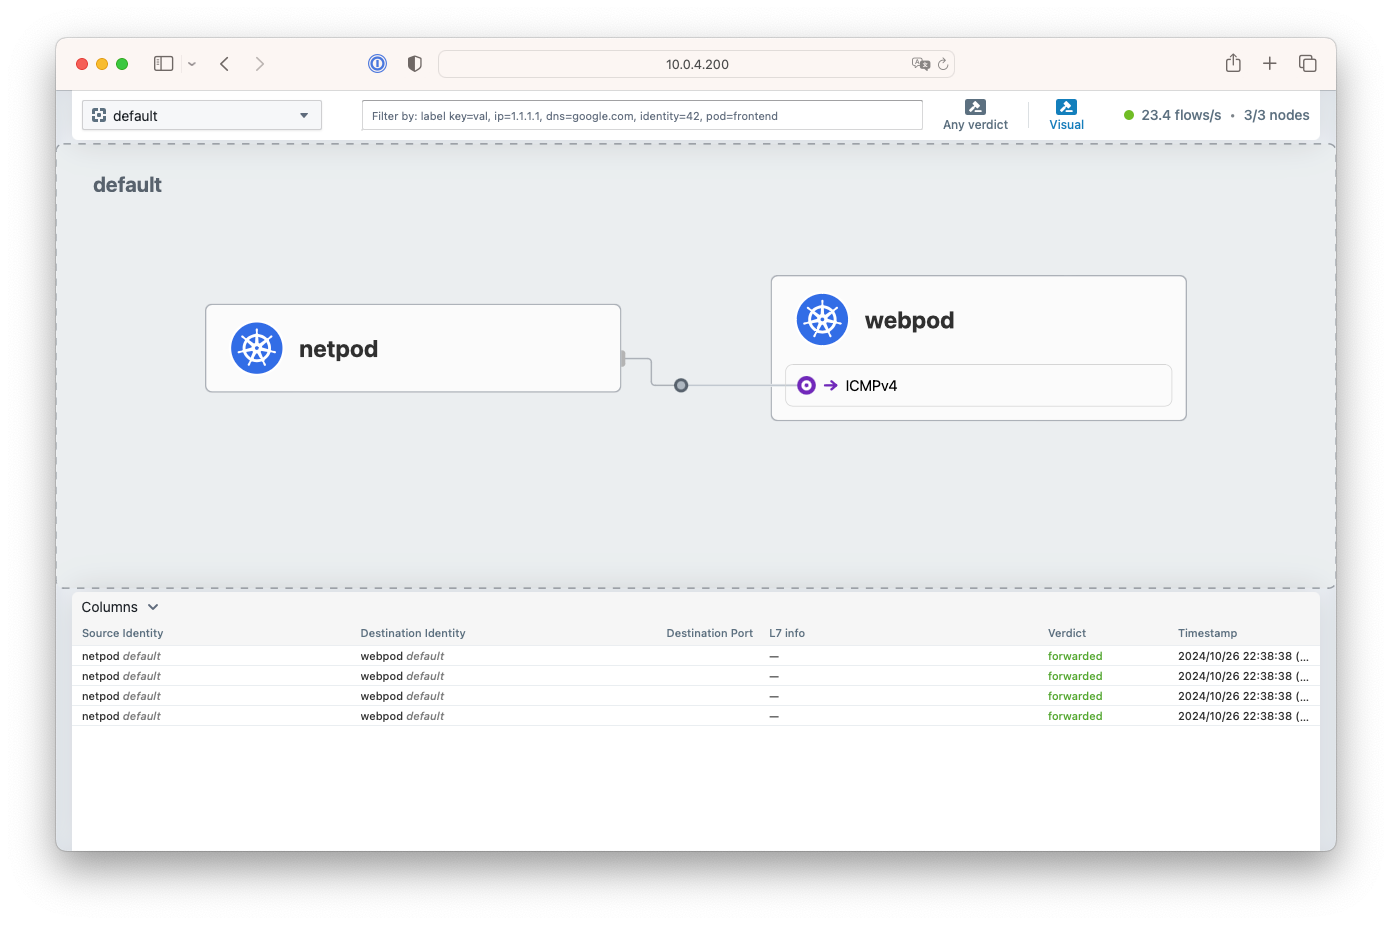 10.0.4.200
default
Filter by: label key=val, ip=1.1.1.1, dns=google.com, identity=42, pod=frontend
Any verdict
Visual
23.4 flows/s • 3/3 nodes
default
netpod
webpod
ICMPv4
Columns
Source Identity Destination Identity Destination Port L7 info Verdict Timestamp
netpod default webpod default — forwarded 2024/10/26 22:38:38 (...
netpod default webpod default — forwarded 2024/10/26 22:38:38 (...
netpod default webpod default — forwarded 2024/10/26 22:38:38 (...
netpod default webpod default — forwarded 2024/10/26 22:38:38 (...